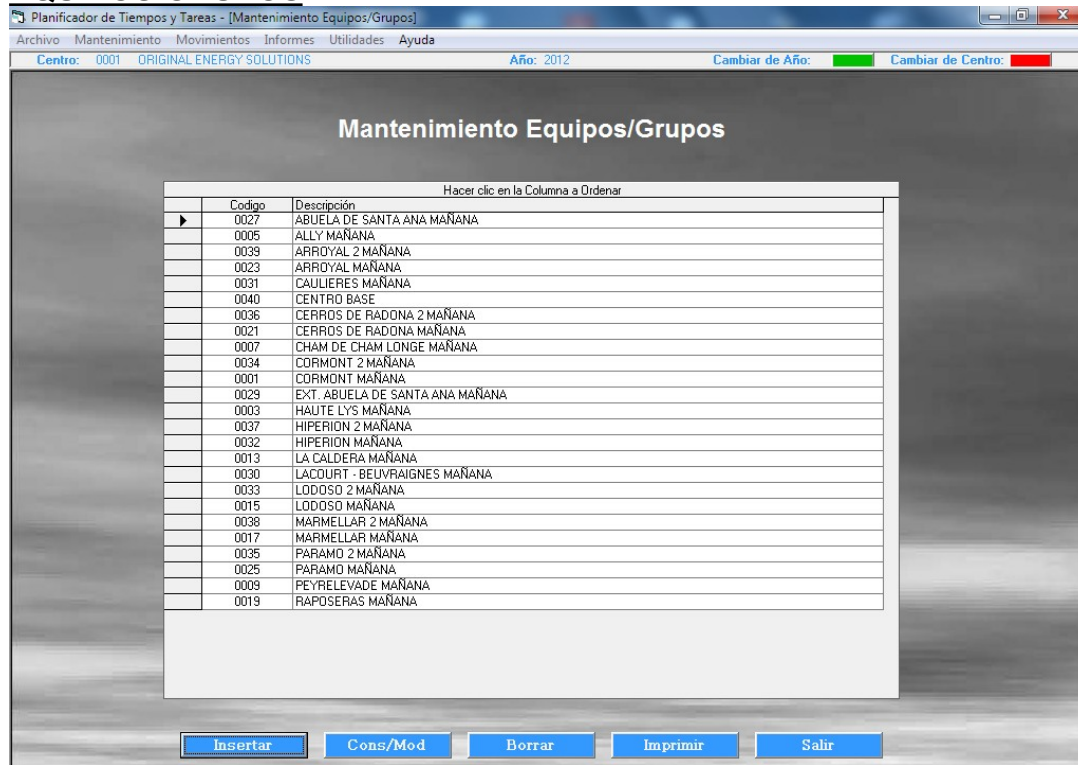 Planificador de Tiempos y Tareas - [Mantenimiento Equipos/Grupos]
Archivo Mantenimiento Movimientos Informes Utilidades Ayuda
Centro: 0001 ORIGINAL ENERGY SOLUTIONS Año: 2012 Cambiar de Año: Cambiar de Centro:
Mantenimiento Equipos/Grupos
Hacer clic en la Columna a Ordenar
Codigo Descripción
0027 ABUELA DE SANTA ANA MAÑANA
0005 ALLY MAÑANA
0039 ARROYAL 2 MAÑANA
0023 ARROYAL MAÑANA
0031 CAULIERES MAÑANA
0040 CENTRO BASE
0036 CERROS DE RADONA 2 MAÑANA
0021 CERROS DE RADONA MAÑANA
0007 CHAM DE CHAM LONGE MAÑANA
0034 CORMONT 2 MAÑANA
0001 CORMONT MAÑANA
0029 EXT. ABUELA DE SANTA ANA MAÑANA
0003 HAUTE LYS MAÑANA
0037 HIPERION 2 MAÑANA
0032 HIPERION MAÑANA
0013 LA CALDERA MAÑANA
0030 LACOURT - BEUVRAIGNES MAÑANA
0033 LODOSO 2 MAÑANA
0015 LODOSO MAÑANA
0038 MARMELLAR 2 MAÑANA
0017 MARMELLAR MAÑANA
0035 PARAMO 2 MAÑANA
0025 PARAMO MAÑANA
0009 PEYRELEVADE MAÑANA
0019 RAPOSERAS MAÑANA
Insertar Cons/Mod Borrar Imprimir Salir